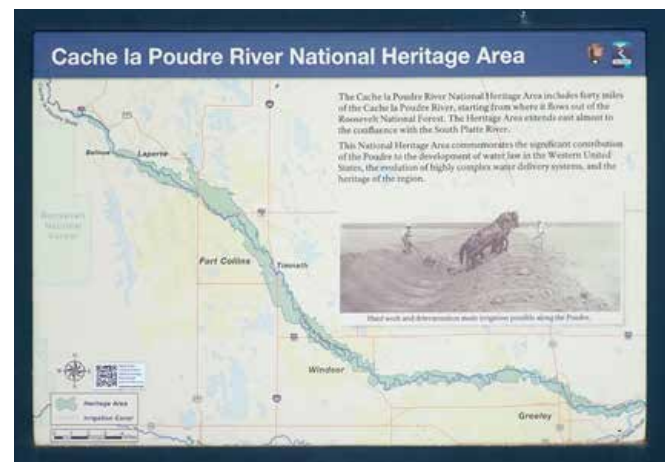 Cache la Poudre River National Heritage Area
The Cache la Poudre River National Heritage Area includes forty miles
of the Cache la Poudre River, starting from where it flows out of the
Roosevelt National Forest. The Heritage Area extends east almost to
the confluence with the South Platte River.
This National Heritage Area commemorates the significant contribution
of the Poudre to the development of water law in the Western United
States, the evolution of highly complex water delivery systems, and the
heritage of the region.
Bellvue
Laporte
Roosevelt
National
Forest
Fort Collins
Timnath
Hard work and determination made irrigation possible along the Poudre.
Windsor
Greeley
Heritage Area
Irrigation Canal